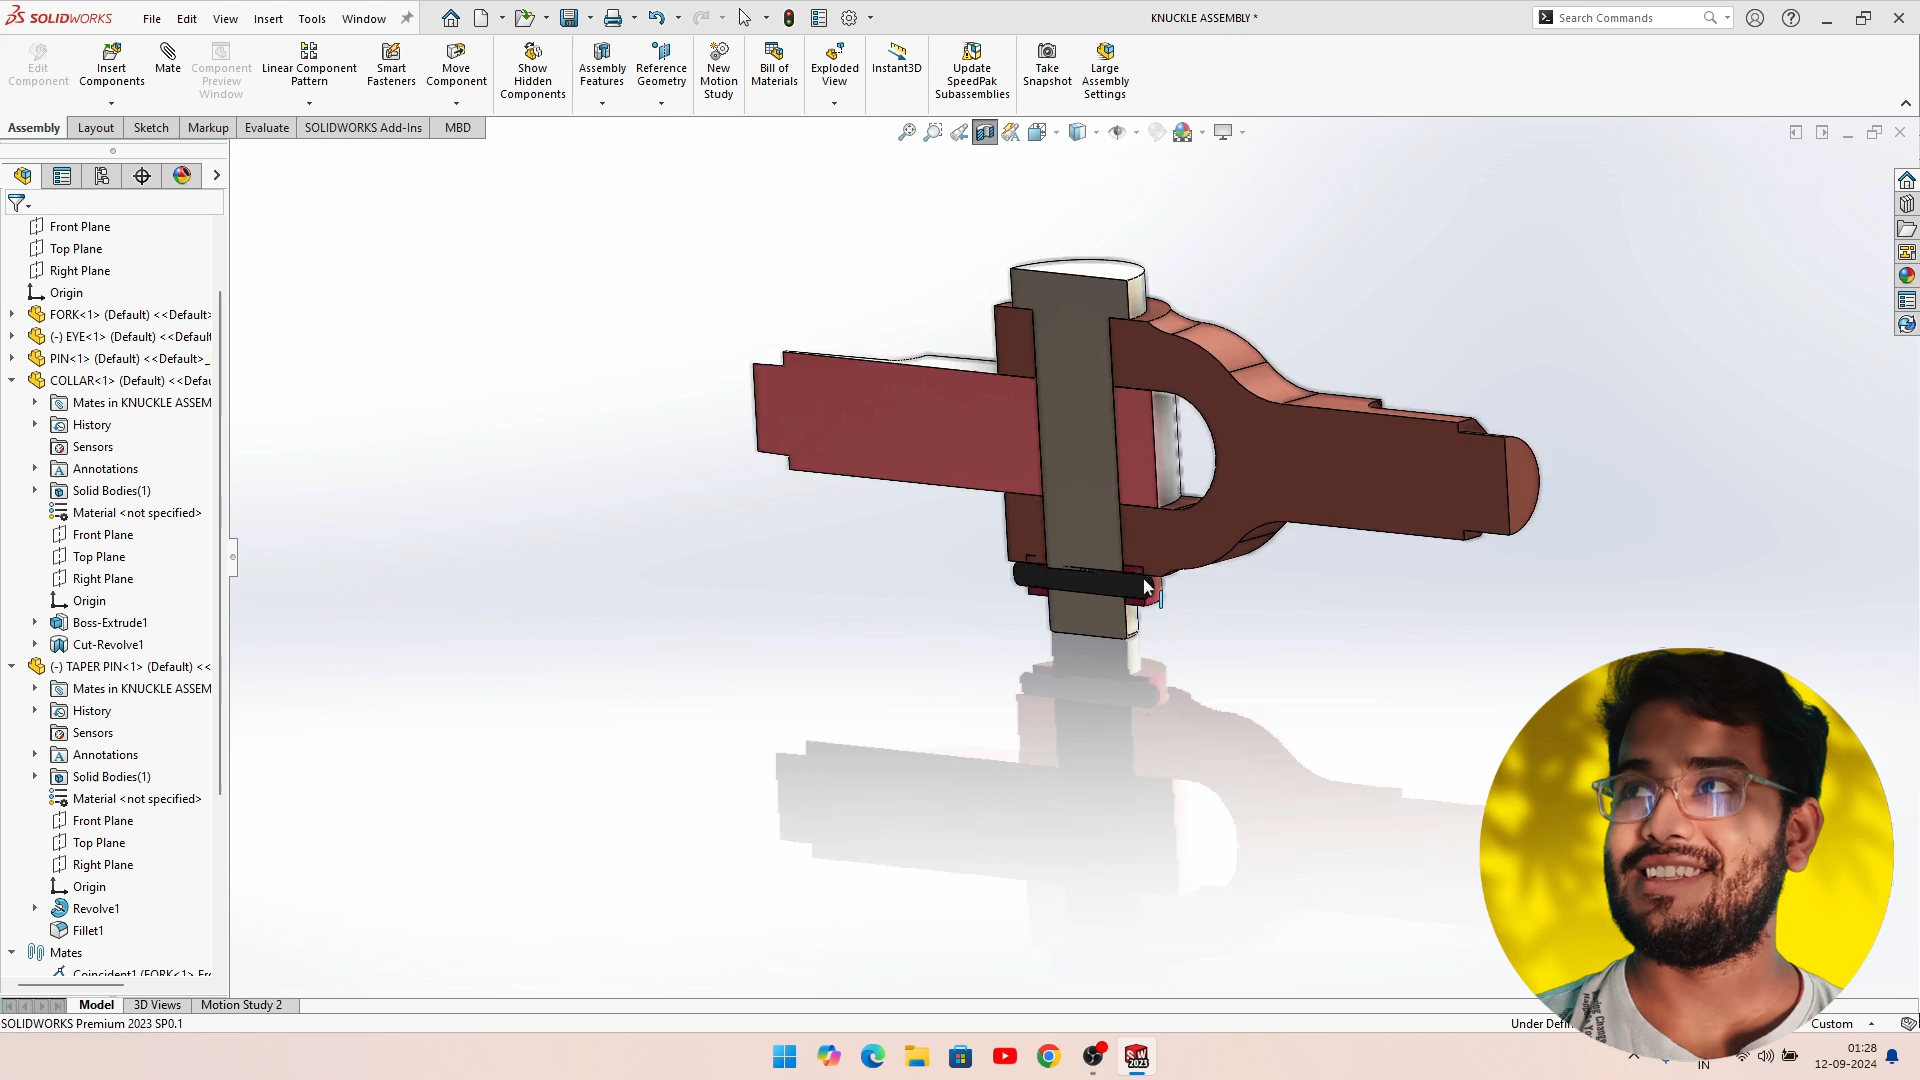 SOLIDWORKS File Edit View Insert Tools Window KNUCKLE ASSEMBLY * Search Commands
Edit Component
Insert Components
Mate
Component Preview Window
Linear Component Pattern
Smart Fasteners
Move Component
Show Hidden Components
Assembly Features
Reference Geometry
New Motion Study
Bill of Materials
Exploded View
Instant3D
Update SpeedPak Subassemblies
Take Snapshot
Large Assembly Settings
Assembly Layout Sketch Markup Evaluate SOLIDWORKS Add-Ins MBD
Front Plane
Top Plane
Right Plane
Origin
FORK<1> (Default) <<Default>
(-) EYE<1> (Default) <<Default
PIN<1> (Default) <<Default>_
COLLAR<1> (Default) <<Defau
Mates in KNUCKLE ASSEM
History
Sensors
Annotations
Solid Bodies(1)
Material <not specified>
Front Plane
Top Plane
Right Plane
Origin
Boss-Extrude1
Cut-Revolve1
(-) TAPER PIN<1> (Default) <<
Mates in KNUCKLE ASSEM
History
Sensors
Annotations
Solid Bodies(1)
Material <not specified>
Front Plane
Top Plane
Right Plane
Origin
Revolve1
Fillet1
Mates
Coincident1 (FORK<1> Fr
Model 3D Views Motion Study 2
SOLIDWORKS Premium 2023 SP0.1 Under Defi Custom
IN 01:28
12-09-2024